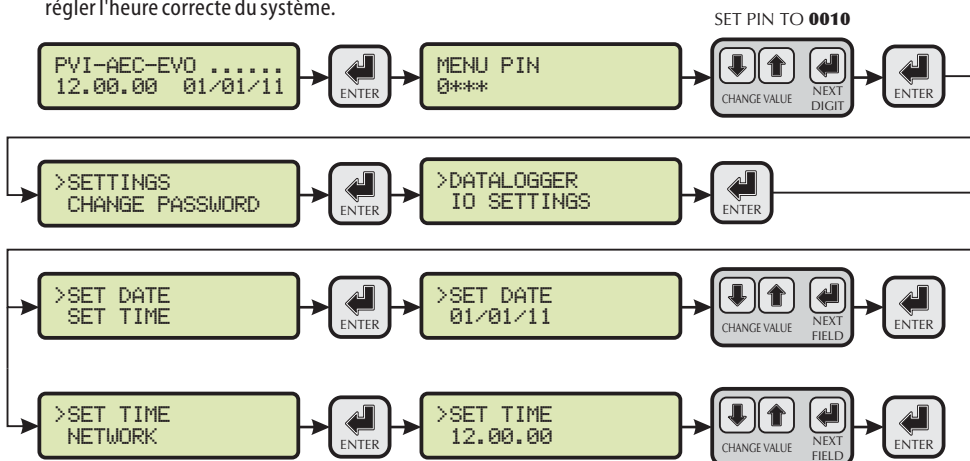 régler l'heure correcte du système.
SET PIN TO 0010
PVI-AEC-EVO ......
12.00.00 01/01/11
ENTER
MENU PIN
0***
CHANGE VALUE
NEXT
DIGIT
ENTER
>SETTINGS
CHANGE PASSWORD
ENTER
>DATALOGGER
IO SETTINGS
ENTER
>SET DATE
SET TIME
ENTER
>SET DATE
01/01/11
CHANGE VALUE
NEXT
FIELD
ENTER
>SET TIME
NETWORK
ENTER
>SET TIME
12.00.00
CHANGE VALUE
NEXT
FIELD
ENTER